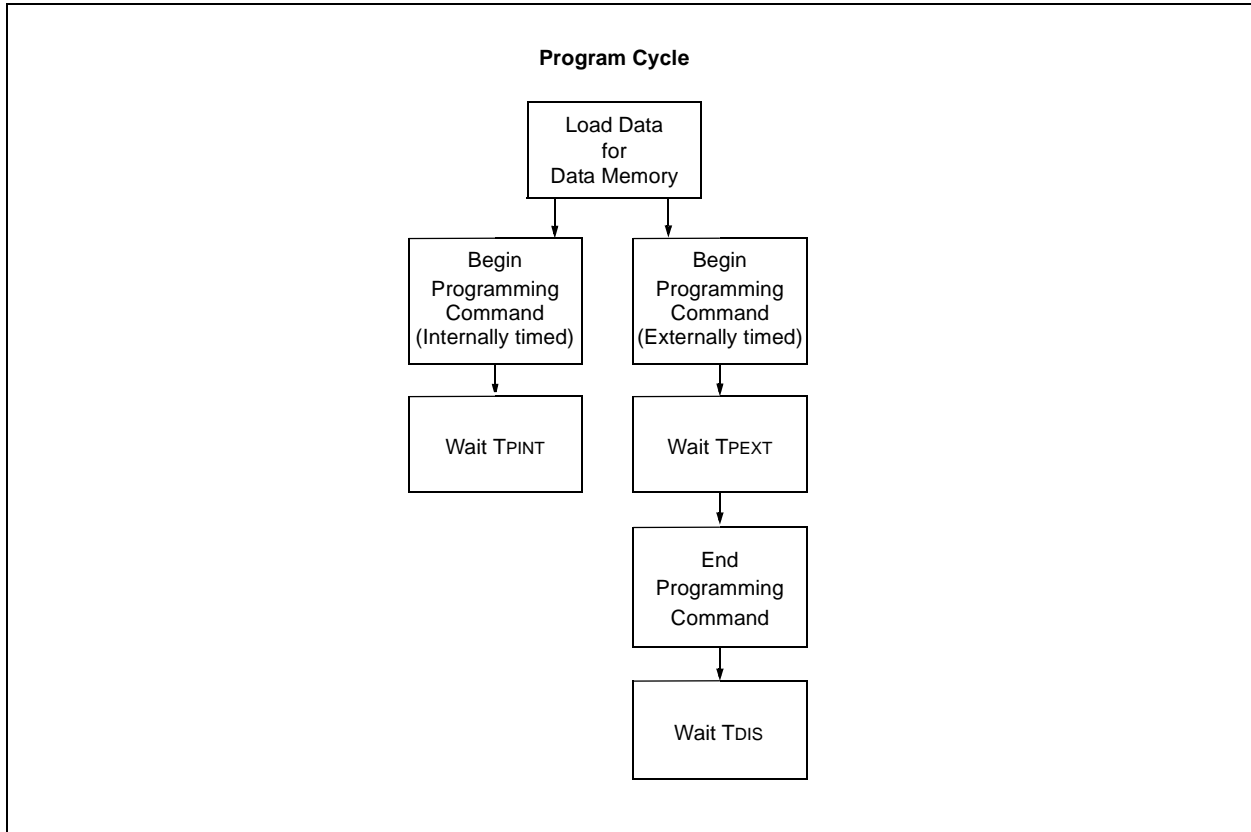 Program Cycle
Load Data
for
Data Memory
Begin
Programming
Command
(Internally timed)
Begin
Programming
Command
(Externally timed)
Wait TPINT
Wait TPEXT
End
Programming
Command
Wait TDIS